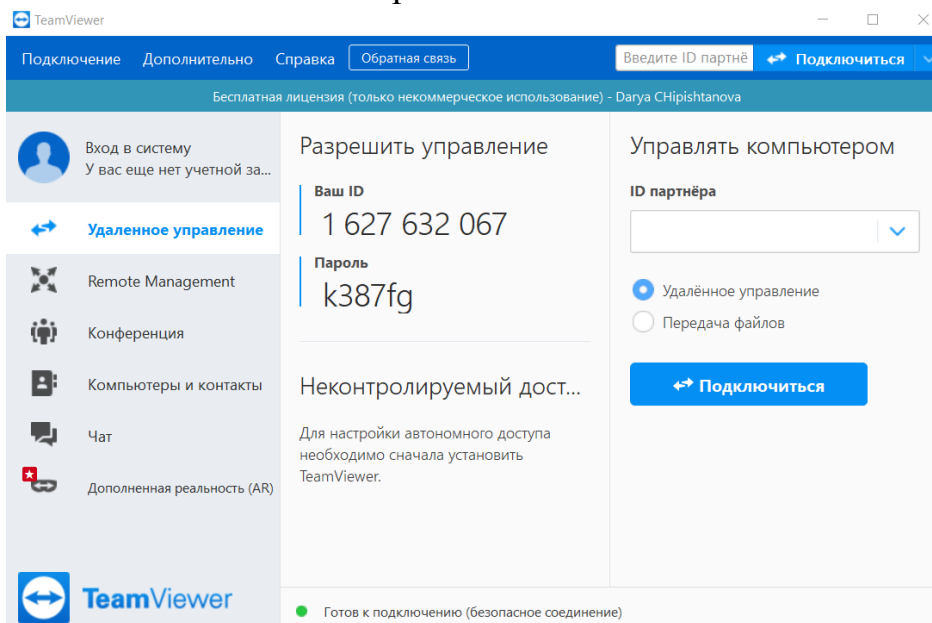 TeamViewer
Подключение Дополнительно Справка Обратная связь
Введите ID партнё Подключиться
Бесплатная лицензия (только некоммерческое использование) - Darya CHipishtanova
Вход в систему
У вас еще нет учетной за...
Удаленное управление
Remote Management
Конференция
Компьютеры и контакты
Чат
Дополненная реальность (AR)
TeamViewer
Разрешить управление
Ваш ID
1 627 632 067
Пароль
k387fg
Неконтролируемый дост...
Для настройки автономного доступа
необходимо сначала установить
TeamViewer.
Управлять компьютером
ID партнёра
Удалённое управление
Передача файлов
Подключиться
Готов к подключению (безопасное соединение)